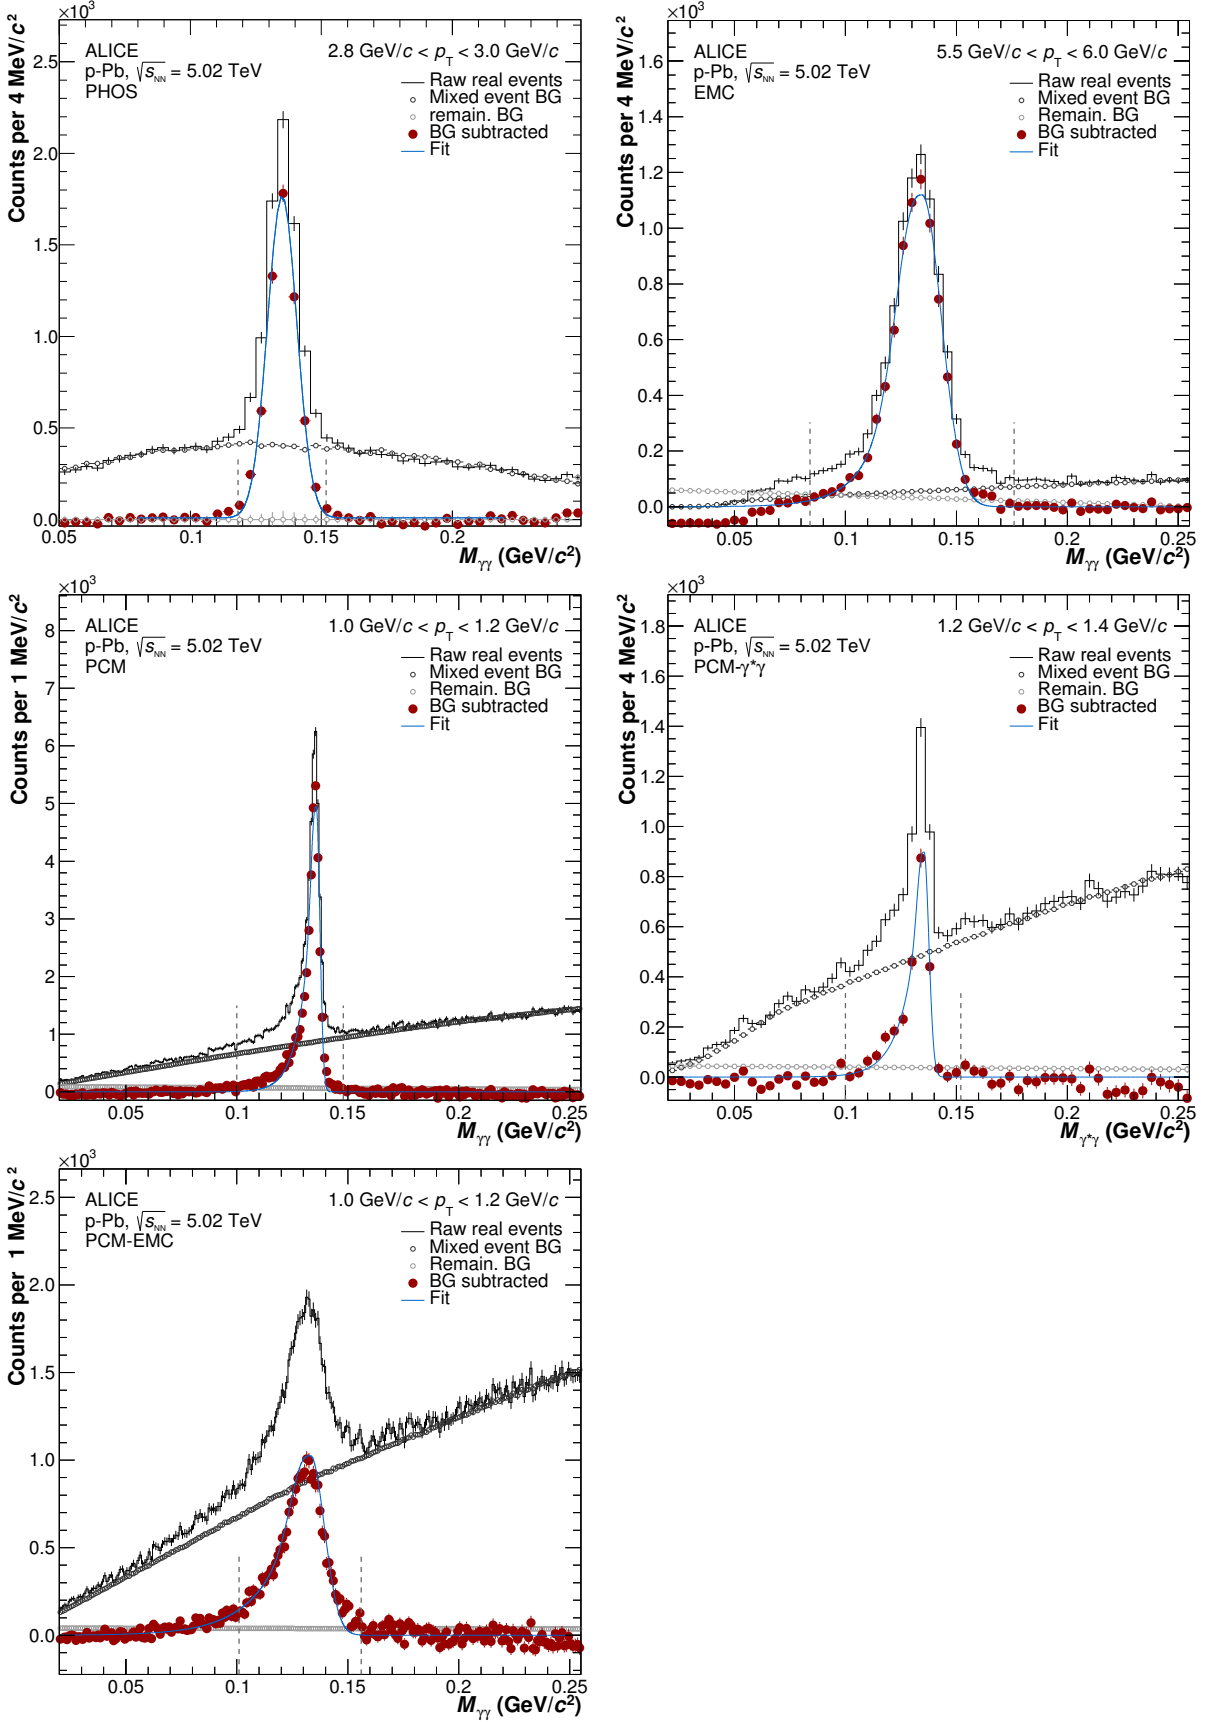 ×10³
Counts per 4 MeV/c²
ALICE
2.8 GeV/c < p_T < 3.0 GeV/c
p-Pb, √s_NN = 5.02 TeV
PHOS
Raw real events
Mixed event BG
remain. BG
BG subtracted
Fit
2.5
2.0
1.5
1.0
0.5
0.0
0.05
0.1
0.15
0.2
M_γγ (GeV/c²)
×10³
Counts per 4 MeV/c²
ALICE
5.5 GeV/c < p_T < 6.0 GeV/c
p-Pb, √s_NN = 5.02 TeV
EMC
Raw real events
Mixed event BG
Remain. BG
BG subtracted
Fit
1.6
1.4
1.2
1.0
0.8
0.6
0.4
0.2
0.0
0.05
0.1
0.15
0.2
0.25
M_γγ (GeV/c²)
×10³
Counts per 1 MeV/c²
ALICE
1.0 GeV/c < p_T < 1.2 GeV/c
p-Pb, √s_NN = 5.02 TeV
PCM
Raw real events
Mixed event BG
Remain. BG
BG subtracted
Fit
8
7
6
5
4
3
2
1
0
0.05
0.1
0.15
0.2
0.25
M_γγ (GeV/c²)
×10³
Counts per 4 MeV/c²
ALICE
1.2 GeV/c < p_T < 1.4 GeV/c
p-Pb, √s_NN = 5.02 TeV
PCM-γ*γ
Raw real events
Mixed event BG
Remain. BG
BG subtracted
Fit
1.8
1.6
1.4
1.2
1.0
0.8
0.6
0.4
0.2
0.0
0.05
0.1
0.15
0.2
0.25
M_γ*γ (GeV/c²)
×10³
Counts per 1 MeV/c²
ALICE
1.0 GeV/c < p_T < 1.2 GeV/c
p-Pb, √s_NN = 5.02 TeV
PCM-EMC
Raw real events
Mixed event BG
Remain. BG
BG subtracted
Fit
2.5
2.0
1.5
1.0
0.5
0.0
0.05
0.1
0.15
0.2
0.25
M_γγ (GeV/c²)